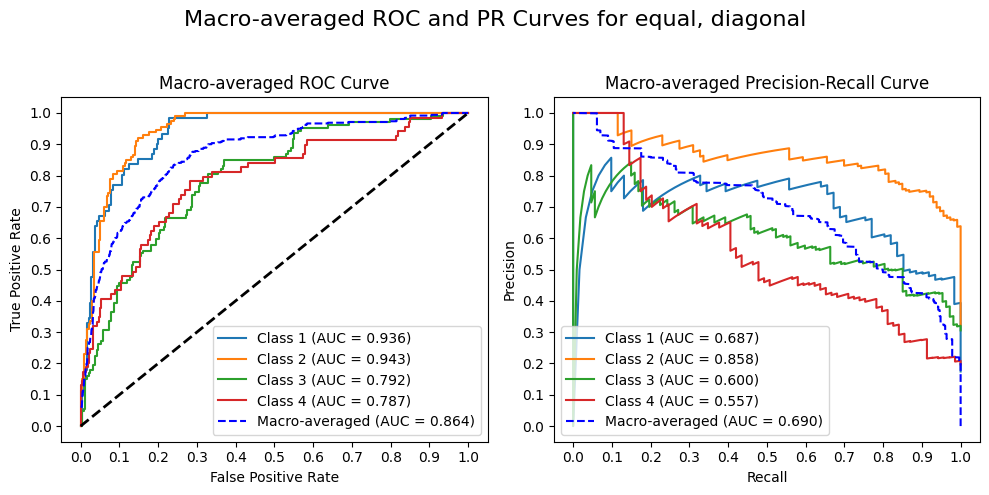 Macro-averaged ROC and PR Curves for equal, diagonal
Macro-averaged ROC Curve
True Positive Rate
1.0
0.9
0.8
0.7
0.6
0.5
0.4
0.3
0.2
0.1
0.0
Class 1 (AUC = 0.936)
Class 2 (AUC = 0.943)
Class 3 (AUC = 0.792)
Class 4 (AUC = 0.787)
Macro-averaged (AUC = 0.864)
0.0 0.1 0.2 0.3 0.4 0.5 0.6 0.7 0.8 0.9 1.0
False Positive Rate
Macro-averaged Precision-Recall Curve
Precision
1.0
0.9
0.8
0.7
0.6
0.5
0.4
0.3
0.2
0.1
0.0
Class 1 (AUC = 0.687)
Class 2 (AUC = 0.858)
Class 3 (AUC = 0.600)
Class 4 (AUC = 0.557)
Macro-averaged (AUC = 0.690)
0.0 0.1 0.2 0.3 0.4 0.5 0.6 0.7 0.8 0.9 1.0
Recall